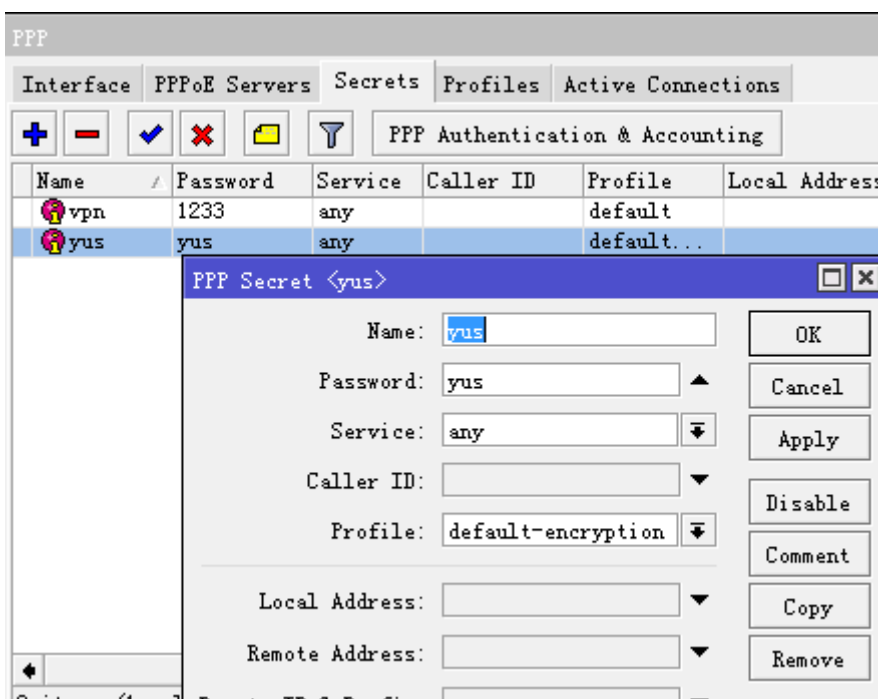 PPP
Interface PPPoE Servers Secrets Profiles Active Connections
PPP Authentication & Accounting
Name Password Service Caller ID Profile Local Address
vpn 1233 any default
yus yus any default...
PPP Secret <yus>
Name: yus
OK
Password: yus
Cancel
Service: any
Apply
Caller ID:
Disable
Profile: default-encryption
Comment
Local Address:
Copy
Remote Address:
Remove